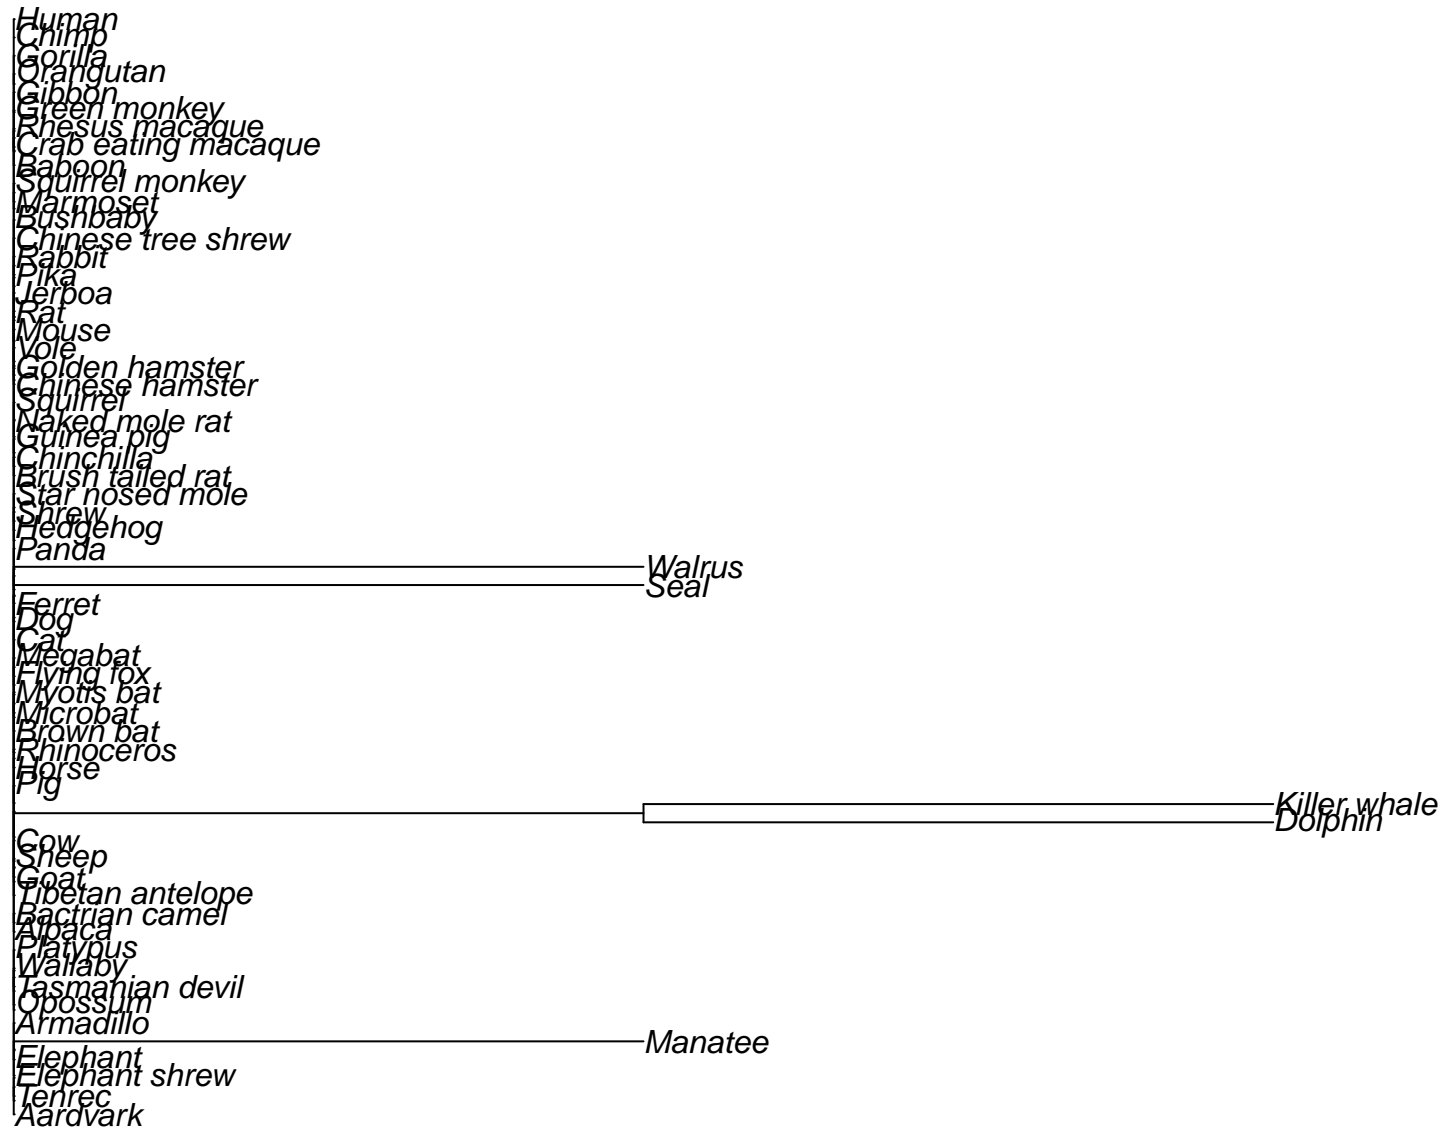 Human
Chimp
Gorilla
Orangutan
Gibbon
Green monkey
Rhesus macaque
Crab eating macaque
Baboon
Squirrel monkey
Marmoset
Bushbaby
Chinese tree shrew
Rabbit
Pika
Jerboa
Rat
Mouse
Vole
Golden hamster
Chinese hamster
Squirrel
Naked mole rat
Guinea pig
Chinchilla
Brush tailed rat
Star nosed mole
Shrew
Hedgehog
Panda
Walrus
Seal
Ferret
Dog
Cat
Megabat
Flying fox
Myotis bat
Microbat
Brown bat
Rhinoceros
Horse
Pig
Killer whale
Dolphin
Cow
Sheep
Goat
Tibetan antelope
Bactrian camel
Alpaca
Platypus
Wallaby
Tasmanian devil
Opossum
Armadillo
Manatee
Elephant
Elephant shrew
Tenrec
Aardvark